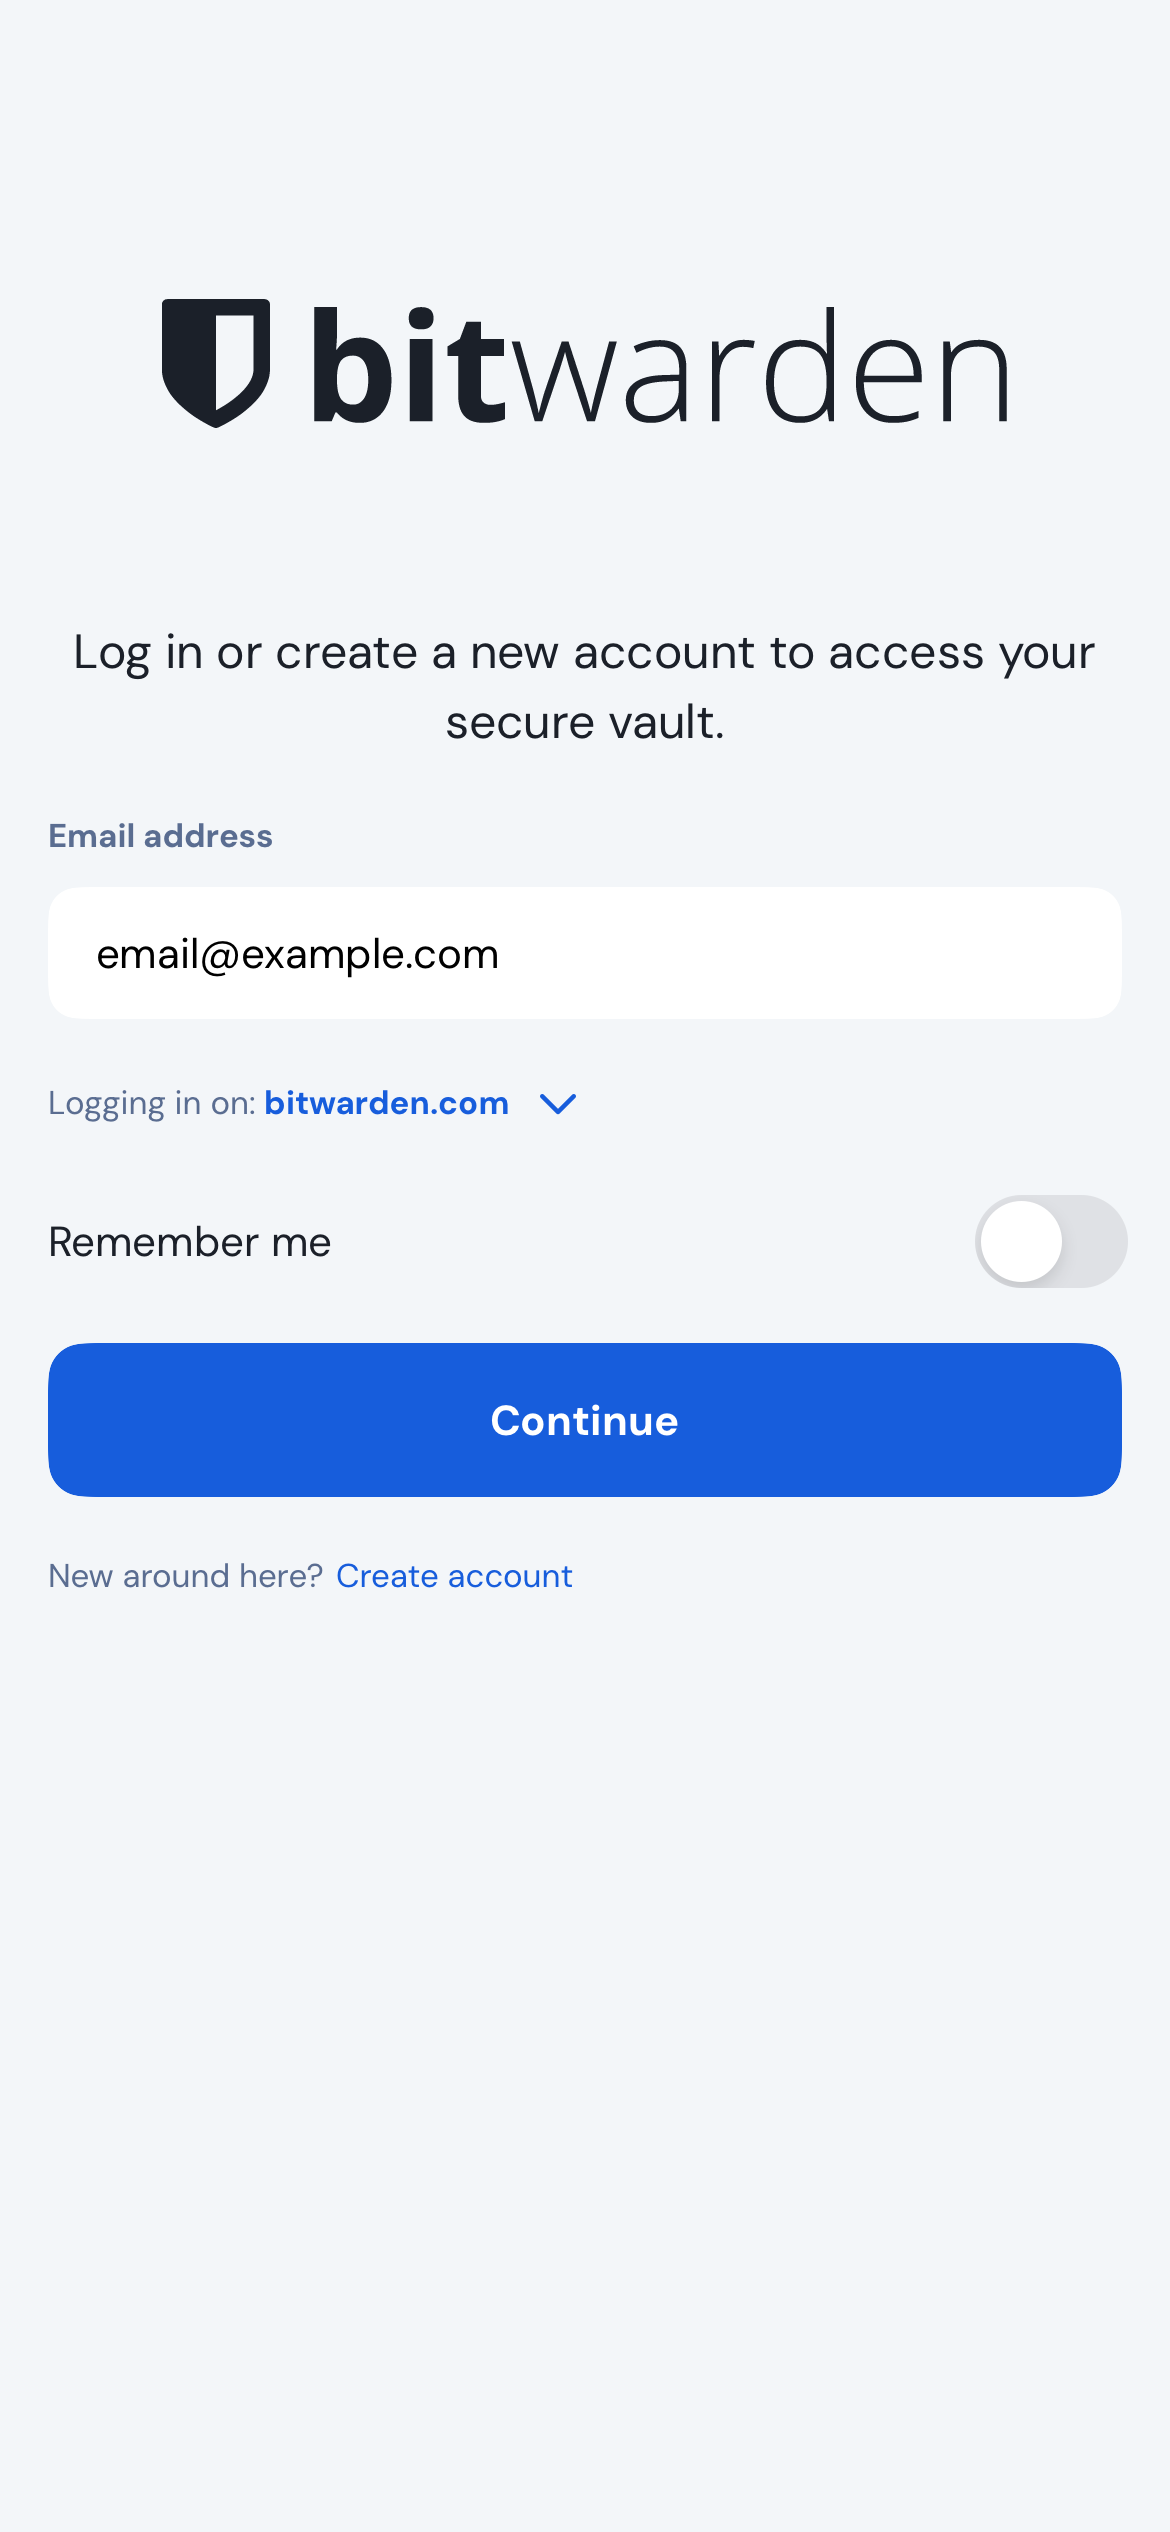 bitwarden
Log in or create a new account to access your
secure vault.
Email address
email@example.com
Logging in on: bitwarden.com
Remember me
Continue
New around here? Create account